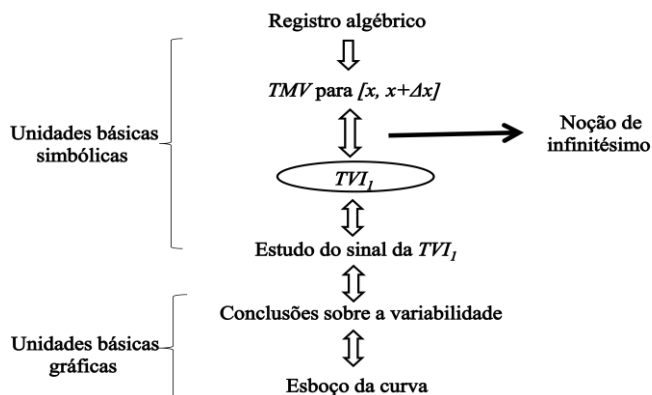 Registro algébrico
TMV para [x, x+Δx]
Unidades básicas
simbólicas
Noção de
infinitésimo
TVI₁
Estudo do sinal da TVI₁
Conclusões sobre a variabilidade
Unidades básicas
gráficas
Esboço da curva